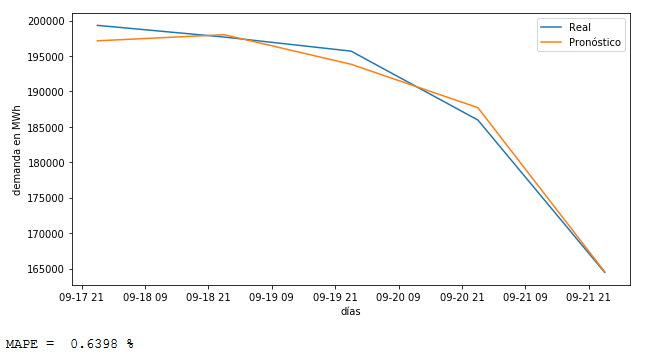 200000
195000
190000
185000
180000
175000
170000
165000
demanda en MWh
Real
Pronóstico
09-17 21 09-18 09 09-18 21 09-19 09 09-19 21 09-20 09 09-20 21 09-21 09 09-21 21
días
MAPE =  0.6398 %